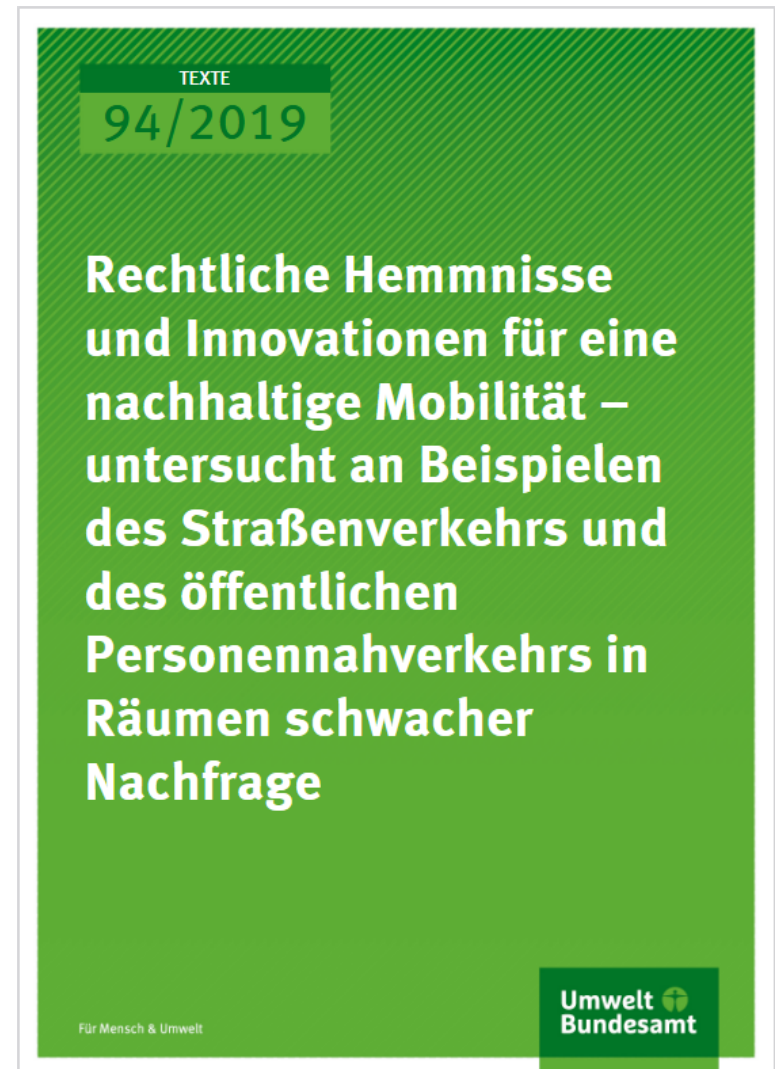 TEXTE
94/2019
Rechtliche Hemmnisse
und Innovationen für eine
nachhaltige Mobilität –
untersucht an Beispielen
des Straßenverkehrs und
des öffentlichen
Personennahverkehrs in
Räumen schwacher
Nachfrage
Für Mensch & Umwelt
Umwelt
Bundesamt